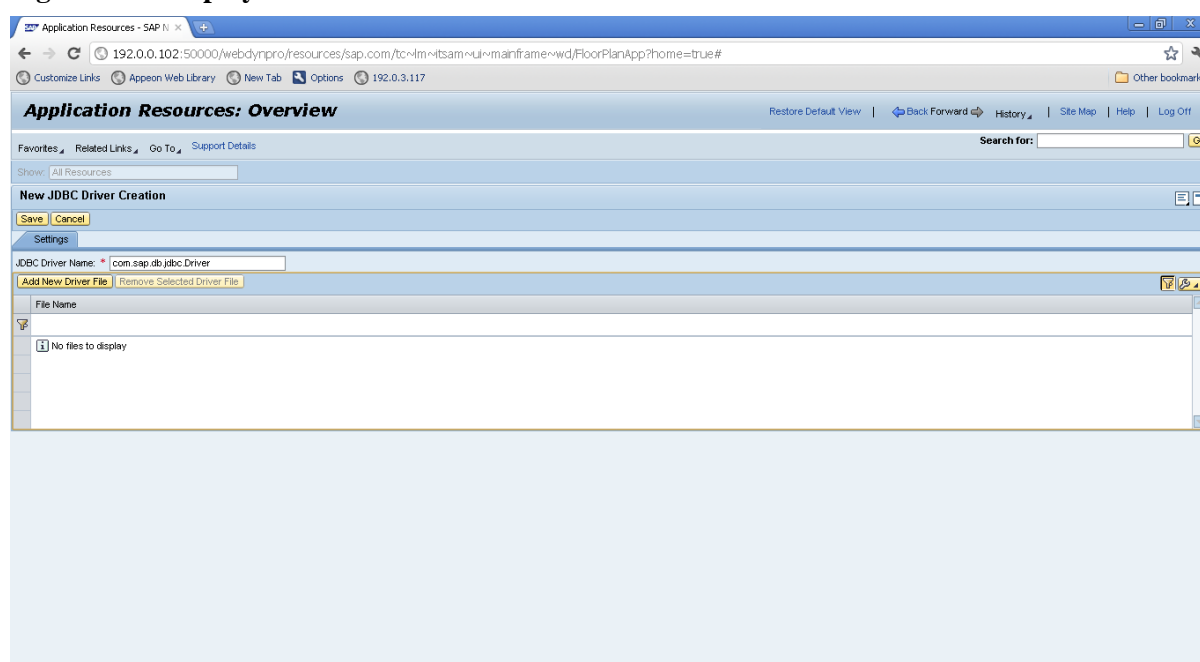 Application Resources - SAP N
192.0.0.102:50000/webdynpro/resources/sap.com/tc~lm~itsam~ui~mainframe~wd/FloorPlanApp?home=true#
Customize Links Appeon Web Library New Tab Options 192.0.3.117 Other bookmark
Application Resources: Overview
Restore Default View | Back Forward History | Site Map | Help | Log Off
Favorites Related Links Go To Support Details
Search for:
Show: All Resources
New JDBC Driver Creation
Save Cancel
Settings
JDBC Driver Name: * com.sap.db.jdbc.Driver
Add New Driver File Remove Selected Driver File
File Name
No files to display